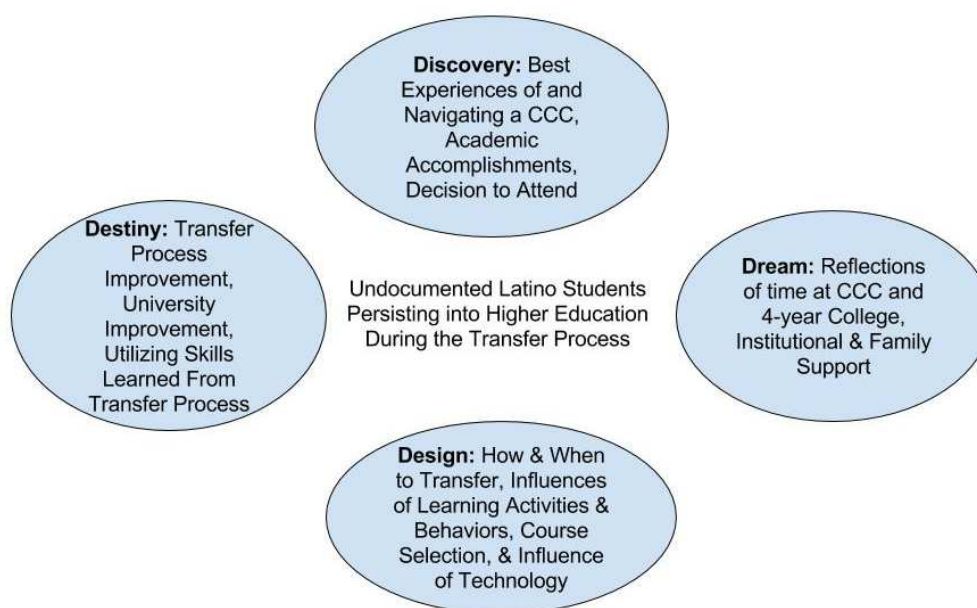 Discovery: Best
Experiences of and
Navigating a CCC,
Academic
Accomplishments,
Decision to Attend
Destiny: Transfer
Process
Improvement,
University
Improvement,
Utilizing Skills
Learned From
Transfer Process
Undocumented Latino Students
Persisting into Higher Education
During the Transfer Process
Dream: Reflections
of time at CCC and
4-year College,
Institutional & Family
Support
Design: How & When
to Transfer, Influences
of Learning Activities &
Behaviors, Course
Selection, & Influence
of Technology